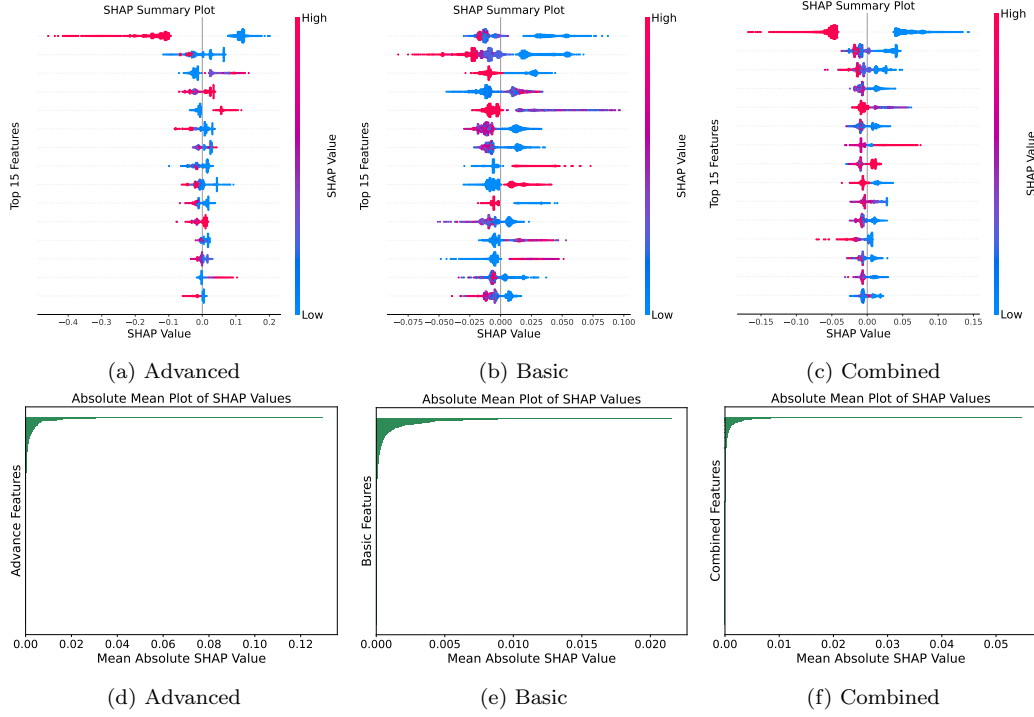 SHAP Summary Plot
High
Top 15 Features
SHAP Value
Low
−0.4 −0.3 −0.2 −0.1 0.0 0.1 0.2
SHAP Value
(a) Advanced
SHAP Summary Plot
High
Top 15 Features
SHAP Value
Low
−0.075 −0.050 −0.025 0.000 0.025 0.050 0.075 0.100
SHAP Value
(b) Basic
SHAP Summary Plot
High
Top 15 Features
SHAP Value
Low
−0.15 −0.10 −0.05 0.00 0.05 0.10 0.15
SHAP Value
(c) Combined
Absolute Mean Plot of SHAP Values
Advance Features
0.00 0.02 0.04 0.06 0.08 0.10 0.12
Mean Absolute SHAP Value
(d) Advanced
Absolute Mean Plot of SHAP Values
Basic Features
0.000 0.005 0.010 0.015 0.020
Mean Absolute SHAP Value
(e) Basic
Absolute Mean Plot of SHAP Values
Combined Features
0.00 0.01 0.02 0.03 0.04 0.05
Mean Absolute SHAP Value
(f) Combined